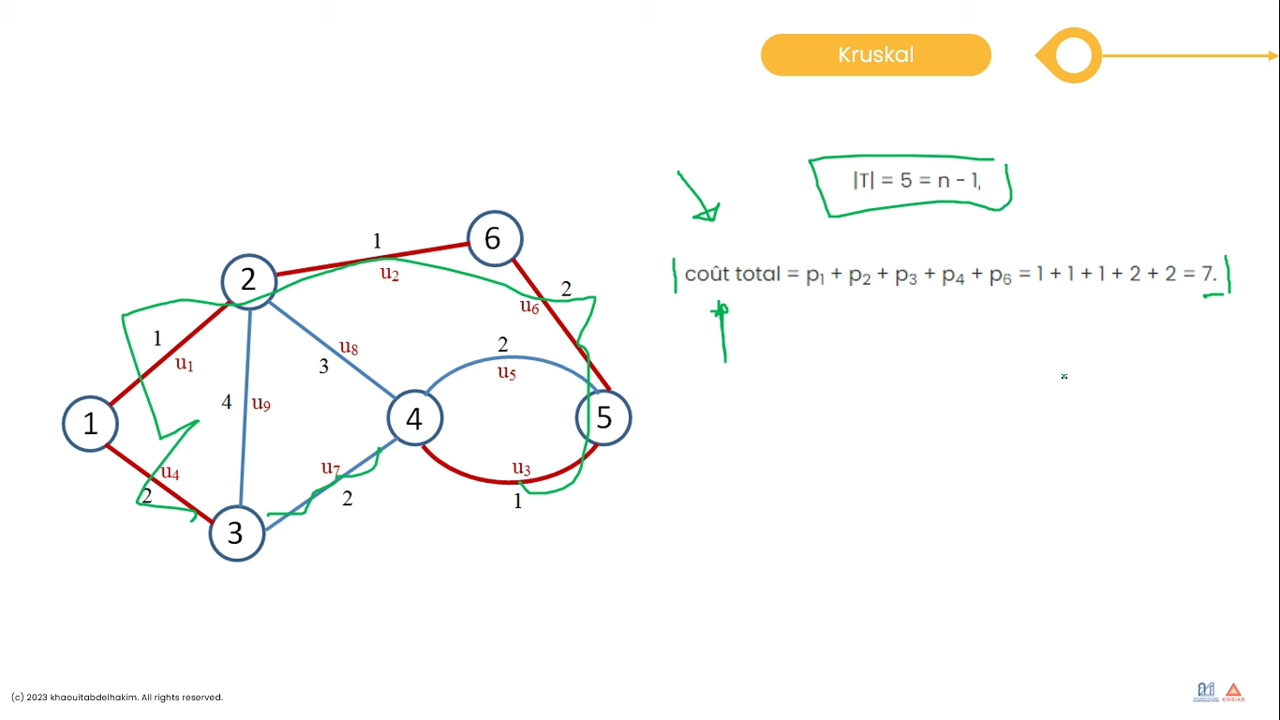 Kruskal
|T| = 5 = n - 1,
coût total = p₁ + p₂ + p₃ + p₄ + p₆ = 1 + 1 + 1 + 2 + 2 = 7.
1
u₂
6
2
2
u₆
1
u₁
u₈
3
2
u₅
4
u₉
1
4
5
u₄
2
u₇
2
u₃
1
3
(c) 2023 khaouitabdelhakim. All rights reserved.
ENSIAS